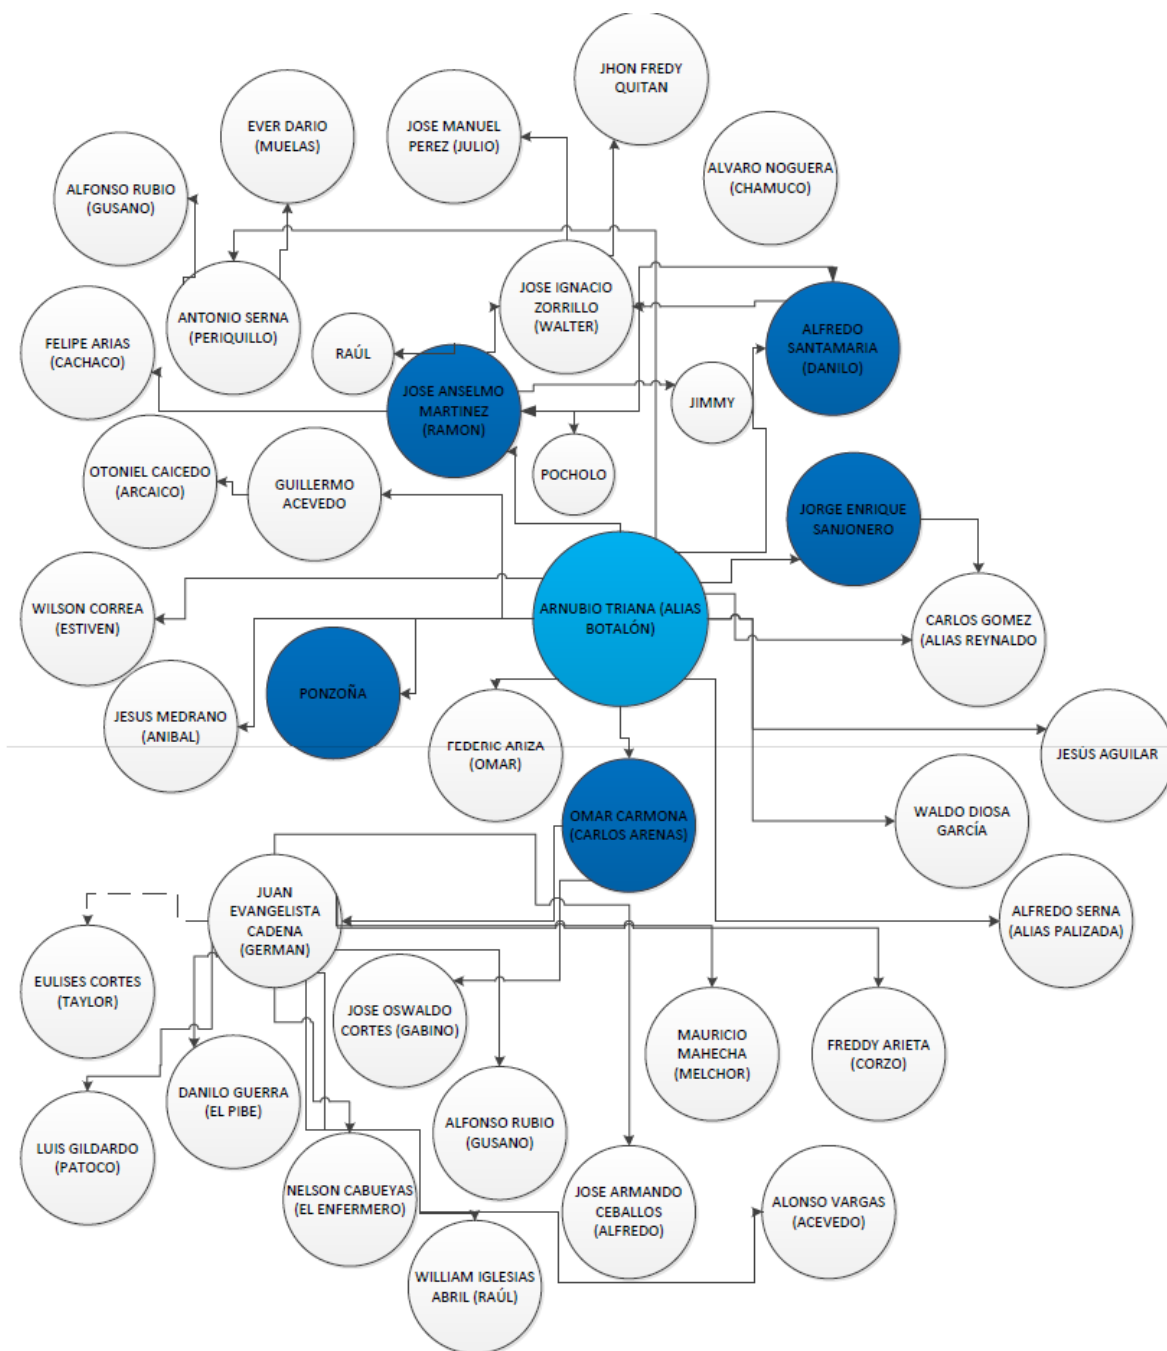 JHON FREDY
QUITAN
EVER DARIO
(MUELAS)
JOSE MANUEL
PEREZ (JULIO)
ALVARO NOGUERA
(CHAMUCO)
ALFONSO RUBIO
(GUSANO)
JOSE IGNACIO
ZORRILLO
(WALTER)
ANTONIO SERNA
(PERIQUILLO)
ALFREDO
SANTAMARIA
(DANILO)
FELIPE ARIAS
(CACHACO)
RAÚL
JOSE ANSELMO
MARTINEZ
(RAMON)
JIMMY
POCHOLO
OTONIEL CAICEDO
(ARCAICO)
GUILLERMO
ACEVEDO
JORGE ENRIQUE
SANJONERO
WILSON CORREA
(ESTIVEN)
ARNUBIO TRIANA (ALIAS
BOTALÓN)
CARLOS GOMEZ
(ALIAS REYNALDO
PONZOÑA
JESUS MEDRANO
(ANIBAL)
FEDERIC ARIZA
(OMAR)
JESÚS AGUILAR
WALDO DIOSA
GARCÍA
OMAR CARMONA
(CARLOS ARENAS)
JUAN
EVANGELISTA
CADENA
(GERMAN)
ALFREDO SERNA
(ALIAS PALIZADA)
EULISES CORTES
(TAYLOR)
JOSE OSWALDO
CORTES (GABINO)
MAURICIO
MAHECHA
(MELCHOR)
FREDDY ARIETA
(CORZO)
DANILO GUERRA
(EL PIBE)
ALFONSO RUBIO
(GUSANO)
LUIS GILDARDO
(PATOCO)
NELSON CABUEYAS
(EL ENFERMERO)
JOSE ARMANDO
CEBALLOS
(ALFREDO)
ALONSO VARGAS
(ACEVEDO)
WILLIAM IGLESIAS
ABRIL (RAÚL)